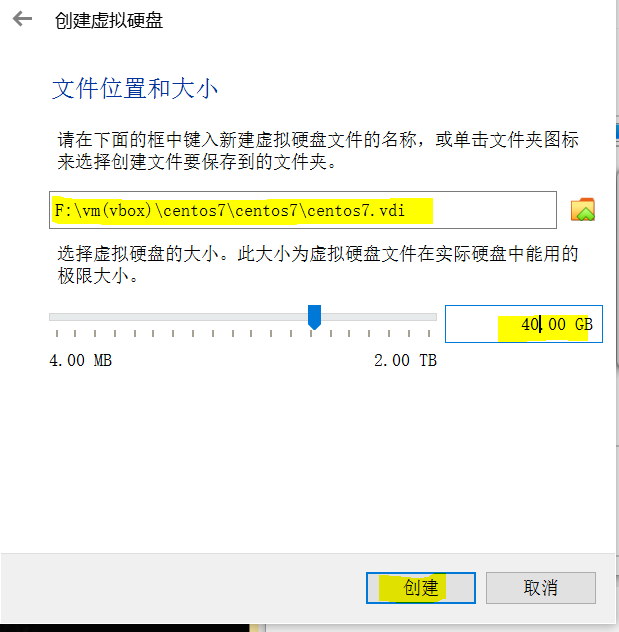 创建虚拟硬盘
文件位置和大小
请在下面的框中键入新建虚拟硬盘文件的名称，或单击文件夹图标
来选择创建文件要保存到的文件夹。
F:\vm(vbox)\centos7\centos7\centos7.vdi
选择虚拟硬盘的大小。此大小为虚拟硬盘文件在实际硬盘中能用的
极限大小。
40.00 GB
4.00 MB 2.00 TB
创建 取消